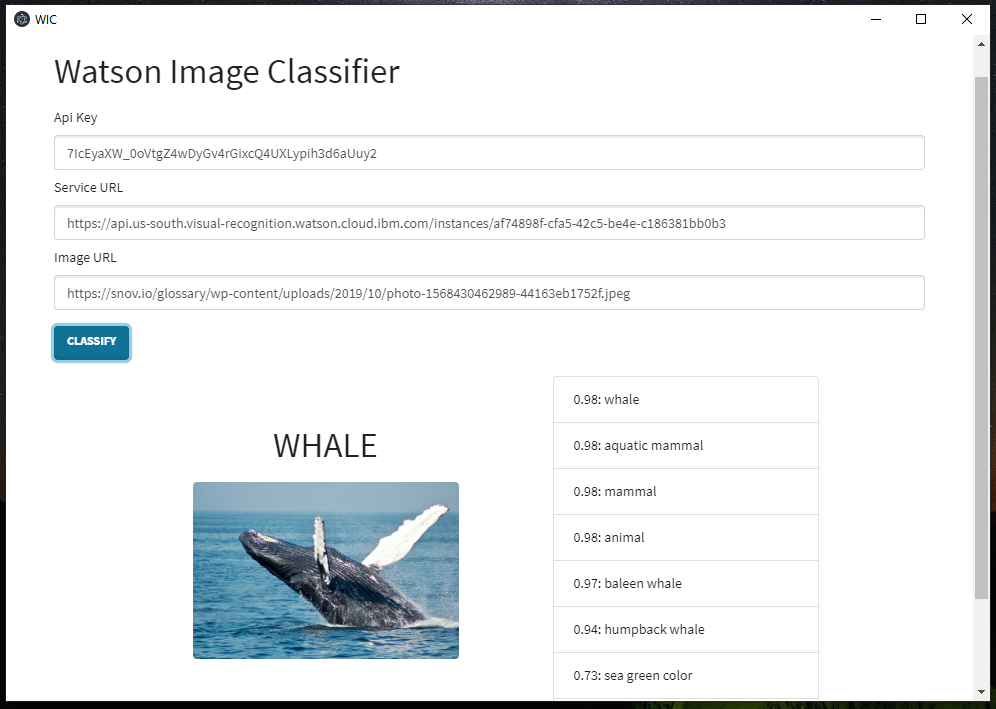 WIC
Watson Image Classifier
Api Key
7IcEyaXW_0oVtgZ4wDyGv4rGixcQ4UXLypih3d6aUuy2
Service URL
https://api.us-south.visual-recognition.watson.cloud.ibm.com/instances/af74898f-cfa5-42c5-be4e-c186381bb0b3
Image URL
https://snov.io/glossary/wp-content/uploads/2019/10/photo-1568430462989-44163eb1752f.jpeg
CLASSIFY
WHALE
0.98: whale
0.98: aquatic mammal
0.98: mammal
0.98: animal
0.97: baleen whale
0.94: humpback whale
0.73: sea green color